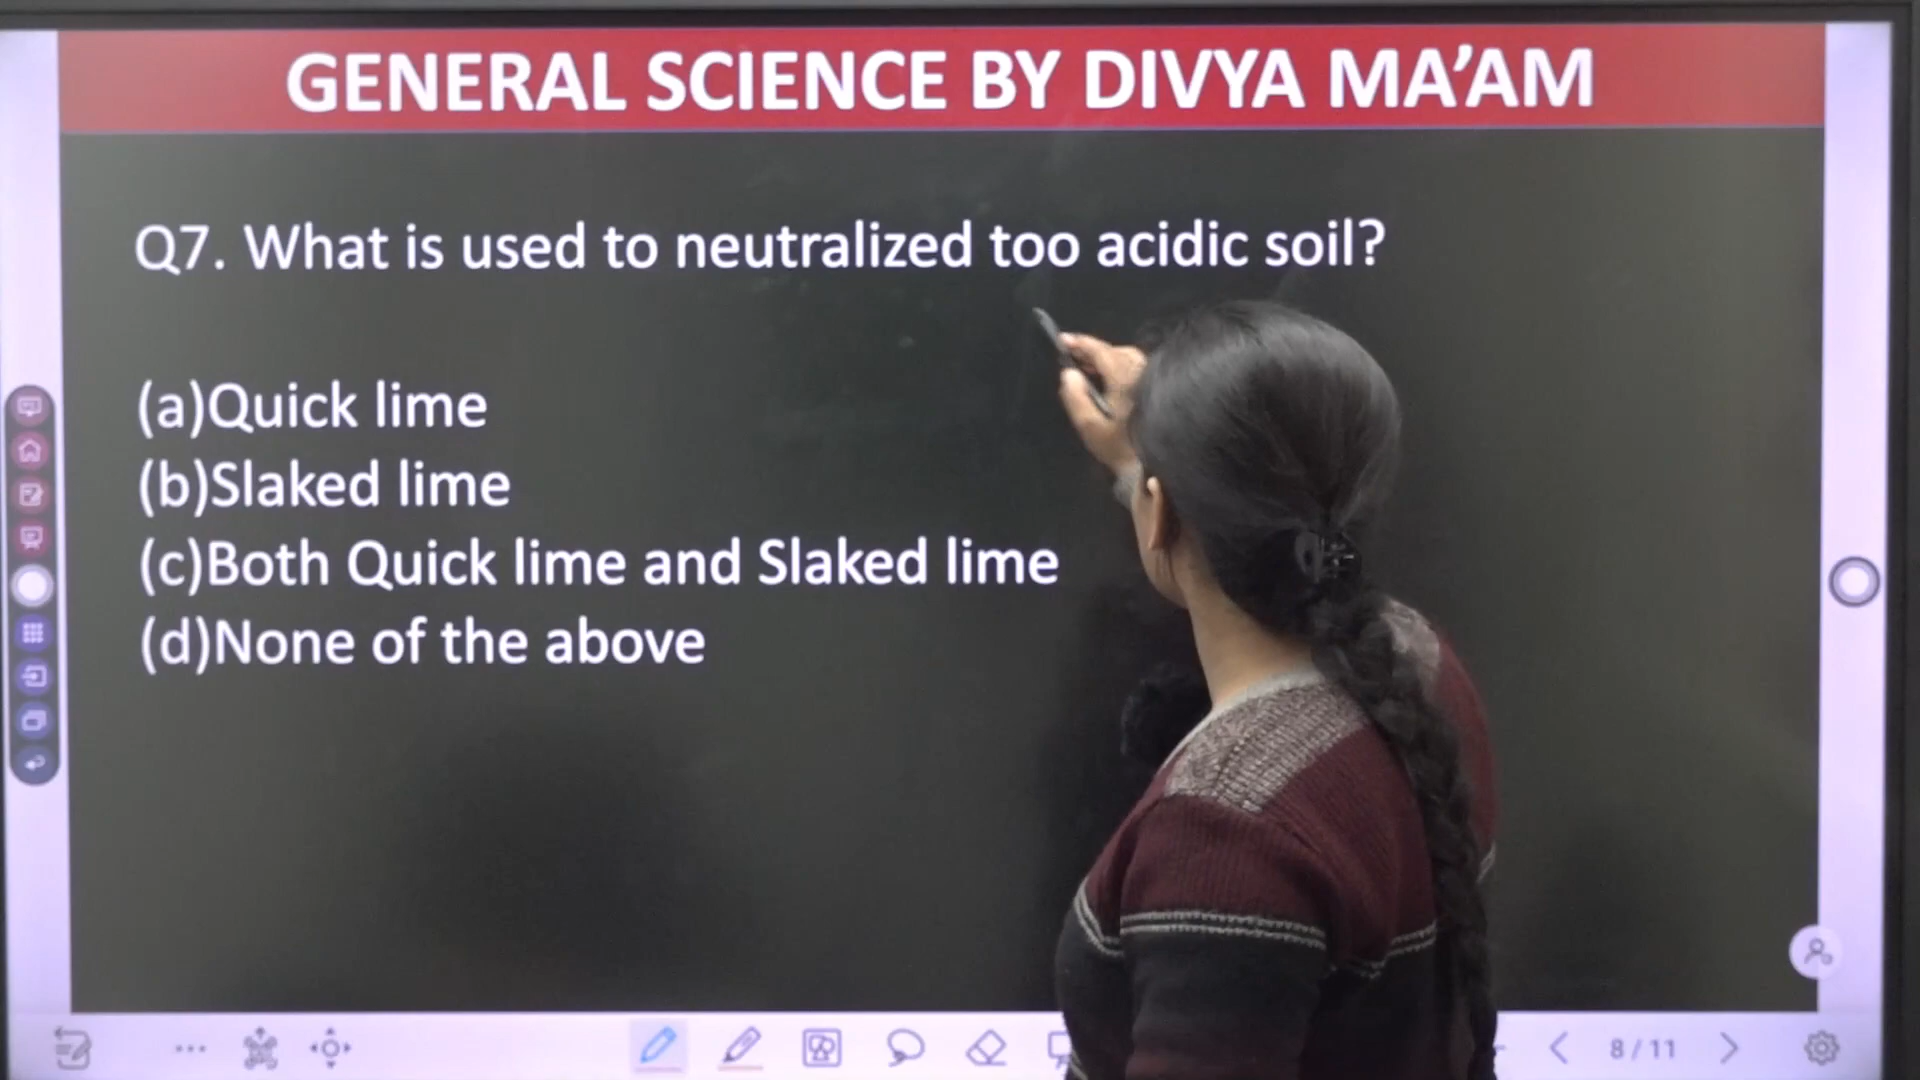 GENERAL SCIENCE BY DIVYA MA’AM
Q7. What is used to neutralized too acidic soil?
(a)Quick lime
(b)Slaked lime
(c)Both Quick lime and Slaked lime
(d)None of the above
8 / 11